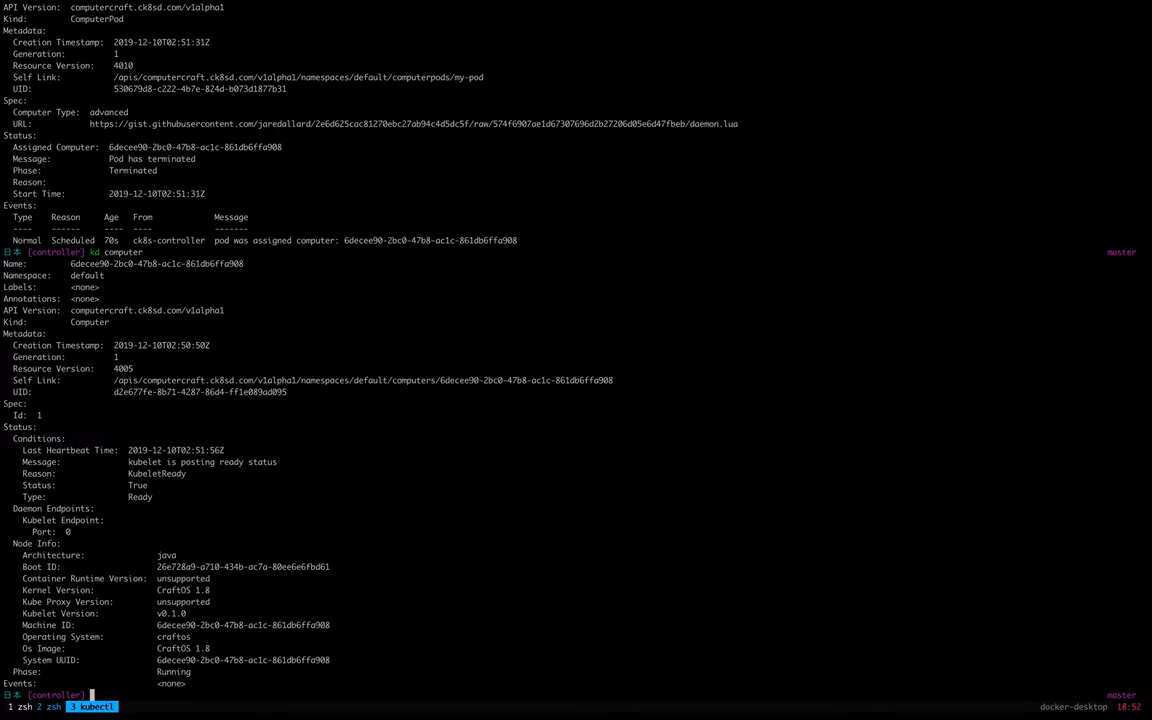 API Version:  computercraft.ck8sd.com/v1alpha1
Kind:         ComputerPod
Metadata:
  Creation Timestamp:  2019-12-10T02:51:31Z
  Generation:          1
  Resource Version:    4010
  Self Link:           /apis/computercraft.ck8sd.com/v1alpha1/namespaces/default/computerpods/my-pod
  UID:                 530679d8-c222-4b7e-824d-b073d1877b31
Spec:
  Computer Type:  advanced
  URL:            https://gist.githubusercontent.com/jaredallard/2e6d625cac81270ebc27ab94c4d5dc5f/raw/574f6907ae1d67307696d2b27206d05e6d47fbeb/daemon.lua
Status:
  Assigned Computer:  6decee90-2bc0-47b8-ac1c-861db6ffa908
  Message:            Pod has terminated
  Phase:              Terminated
  Reason:
  Start Time:         2019-12-10T02:51:31Z
Events:
  Type    Reason     Age   From             Message
  ----    ------     ----  ----             -------
  Normal  Scheduled  70s   ck8s-controller  pod was assigned computer: 6decee90-2bc0-47b8-ac1c-861db6ffa908
日本 [controller] kd computer master
Name:         6decee90-2bc0-47b8-ac1c-861db6ffa908
Namespace:    default
Labels:       <none>
Annotations:  <none>
API Version:  computercraft.ck8sd.com/v1alpha1
Kind:         Computer
Metadata:
  Creation Timestamp:  2019-12-10T02:50:50Z
  Generation:          1
  Resource Version:    4005
  Self Link:           /apis/computercraft.ck8sd.com/v1alpha1/namespaces/default/computers/6decee90-2bc0-47b8-ac1c-861db6ffa908
  UID:                 d2e677fe-8b71-4287-86d4-ff1e089ad095
Spec:
  Id:  1
Status:
  Conditions:
    Last Heartbeat Time:  2019-12-10T02:51:56Z
    Message:              kubelet is posting ready status
    Reason:               KubeletReady
    Status:               True
    Type:                 Ready
  Daemon Endpoints:
    Kubelet Endpoint:
      Port:  0
  Node Info:
    Architecture:               java
    Boot ID:                    26e728a9-a710-434b-ac7a-80ee6e6fbd61
    Container Runtime Version:  unsupported
    Kernel Version:             CraftOS 1.8
    Kube Proxy Version:         unsupported
    Kubelet Version:            v0.1.0
    Machine ID:                 6decee90-2bc0-47b8-ac1c-861db6ffa908
    Operating System:           craftos
    Os Image:                   CraftOS 1.8
    System UUID:                6decee90-2bc0-47b8-ac1c-861db6ffa908
  Phase:                        Running
Events:                         <none>
日本 [controller] master
1 zsh 2 zsh 3 kubectl docker-desktop 18:52